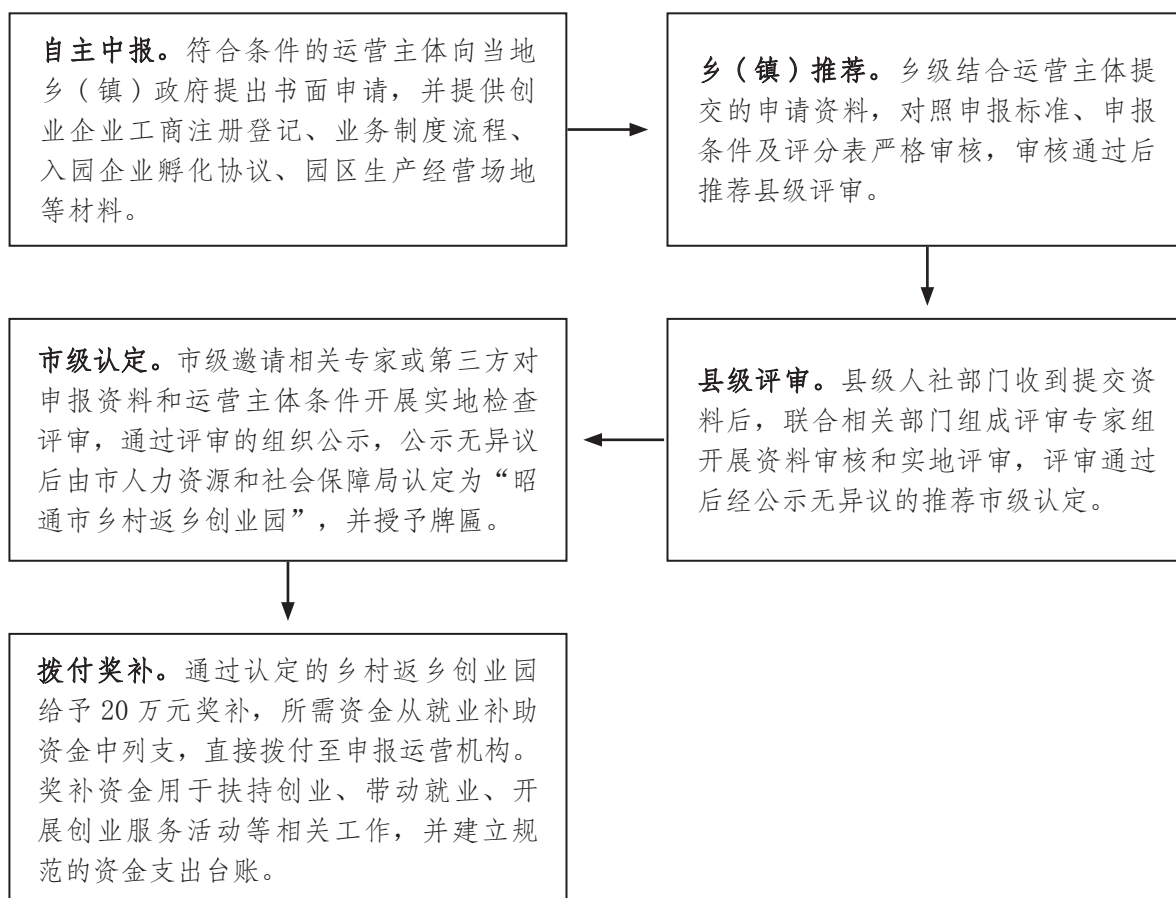 自主中报。符合条件的运营主体向当地
乡（镇）政府提出书面申请，并提供创
业企业工商注册登记、业务制度流程、
入园企业孵化协议、园区生产经营场地
等材料。
乡（镇）推荐。乡级结合运营主体提
交的申请资料，对照申报标准、申报
条件及评分表严格审核，审核通过后
推荐县级评审。
县级评审。县级人社部门收到提交资
料后，联合相关部门组成评审专家组
开展资料审核和实地评审，评审通过
后经公示无异议的推荐市级认定。
市级认定。市级邀请相关专家或第三方对
申报资料和运营主体条件开展实地检查
评审，通过评审的组织公示，公示无异议
后由市人力资源和社会保障局认定为“昭
通市乡村返乡创业园”，并授予牌匾。
拨付奖补。通过认定的乡村返乡创业园
给予 20 万元奖补，所需资金从就业补助
资金中列支，直接拨付至申报运营机构。
奖补资金用于扶持创业、带动就业、开
展创业服务活动等相关工作，并建立规
范的资金支出台账。